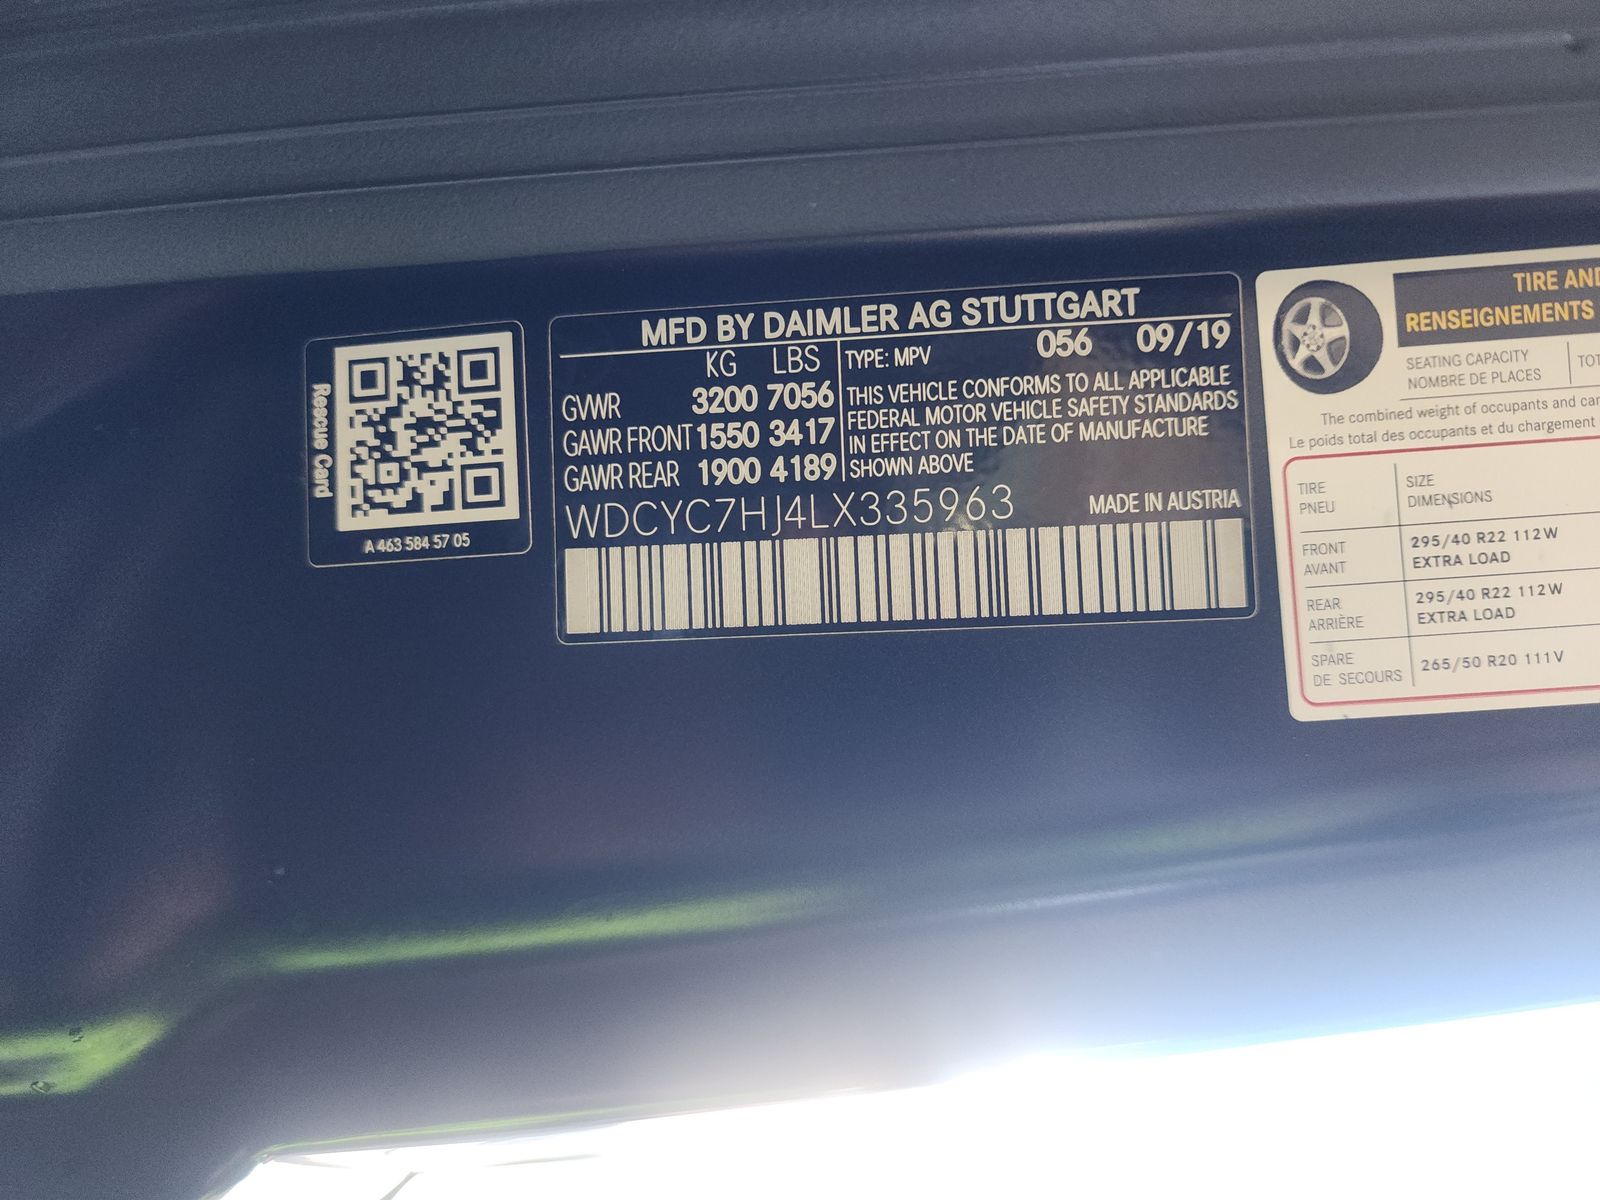 Rescue Card
A 463 584 57 05
MFD BY DAIMLER AG STUTTGART
KG LBS
GVWR 3200 7056
GAWR FRONT 1550 3417
GAWR REAR 1900 4189
TYPE: MPV 056 09/19
THIS VEHICLE CONFORMS TO ALL APPLICABLE
FEDERAL MOTOR VEHICLE SAFETY STANDARDS
IN EFFECT ON THE DATE OF MANUFACTURE
SHOWN ABOVE
WDCYC7HJ4LX335963 MADE IN AUSTRIA
TIRE AND
RENSEIGNEMENTS
SEATING CAPACITY
NOMBRE DE PLACES
TOT
The combined weight of occupants and car
Le poids total des occupants et du chargement
TIRE
PNEU
SIZE
DIMENSIONS
FRONT
AVANT
295/40 R22 112W
EXTRA LOAD
REAR
ARRIÈRE
295/40 R22 112W
EXTRA LOAD
SPARE
DE SECOURS
265/50 R20 111V